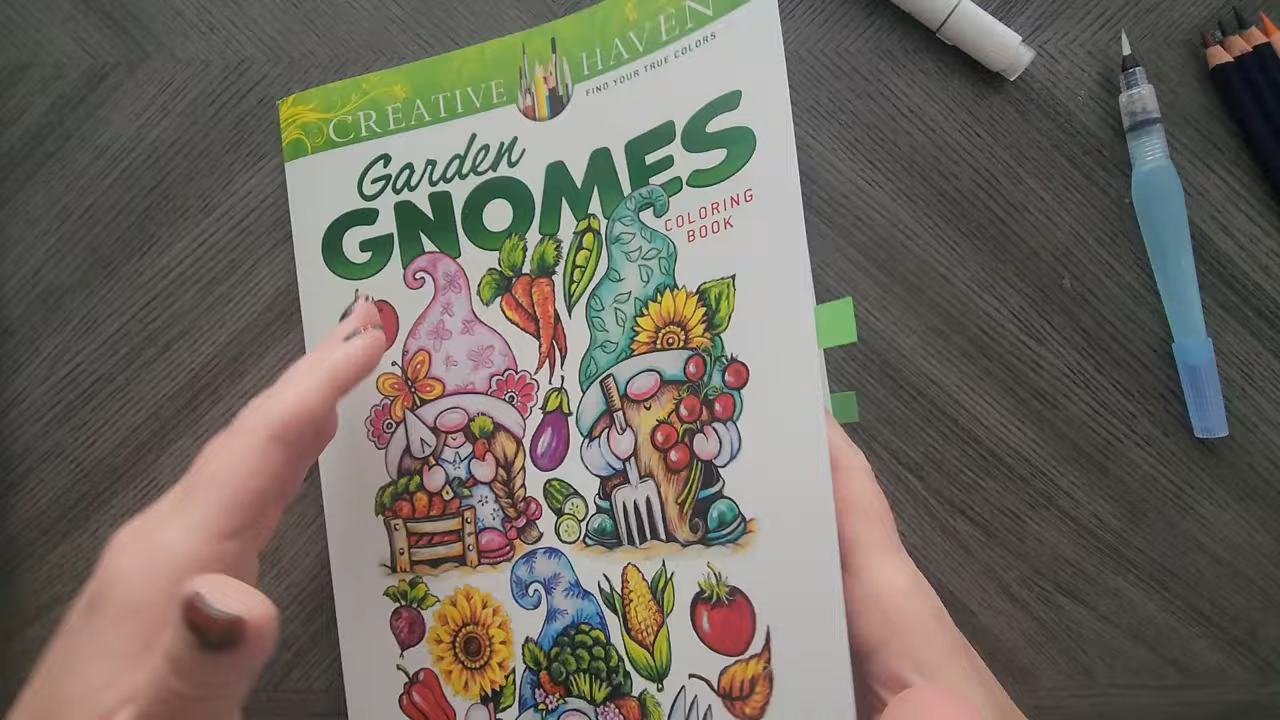 CREATIVE HAVEN
FIND YOUR TRUE COLORS
Garden
GNOMES
COLORING
BOOK